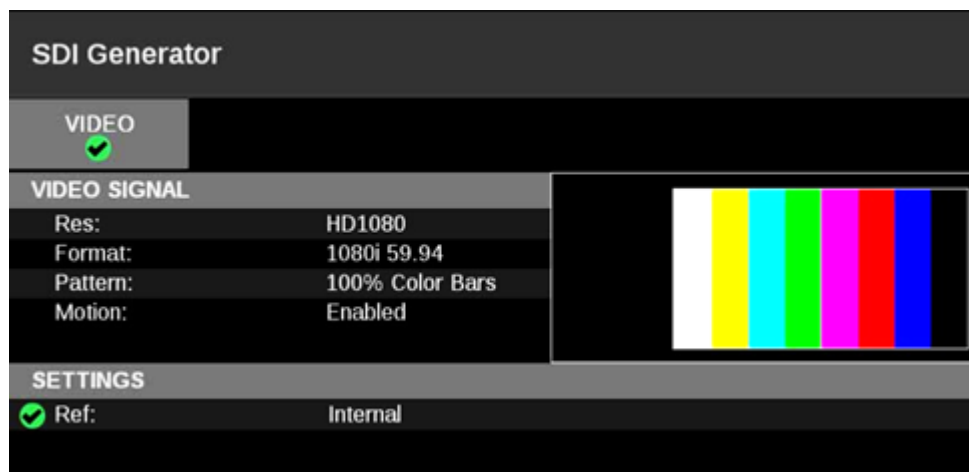 SDI Generator
VIDEO
VIDEO SIGNAL
Res: HD1080
Format: 1080i 59.94
Pattern: 100% Color Bars
Motion: Enabled
SETTINGS
Ref: Internal